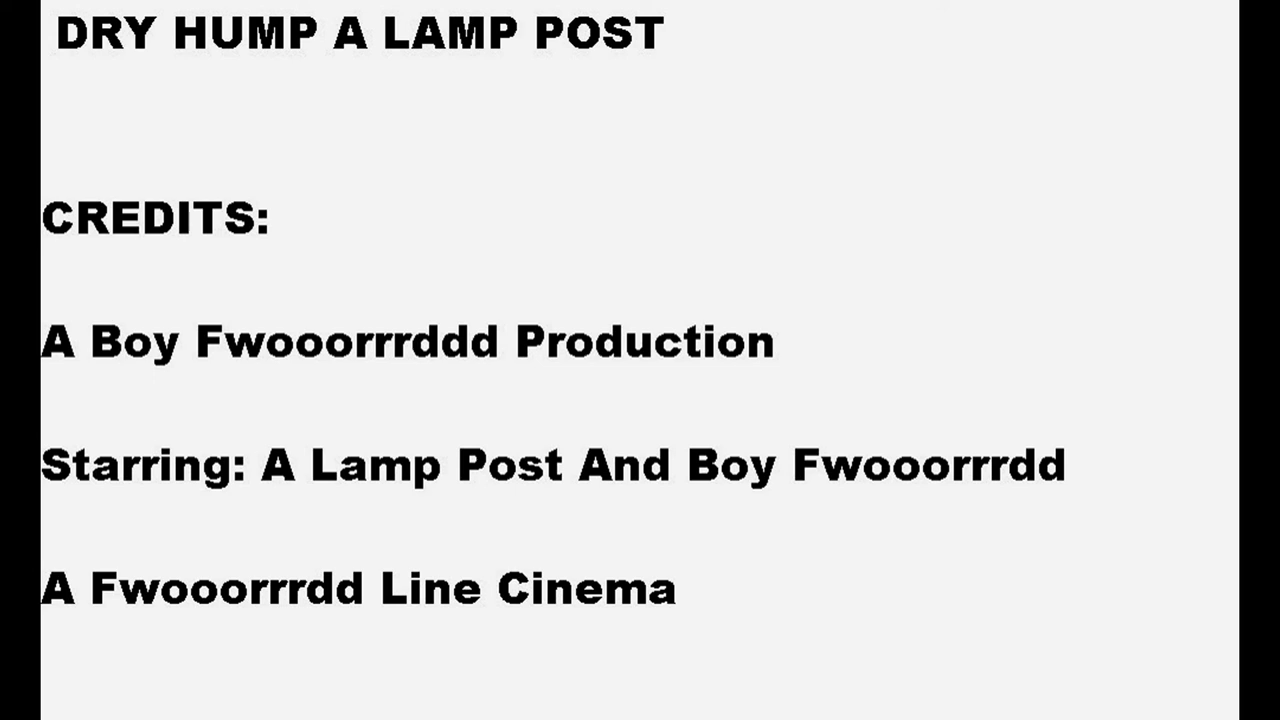 DRY HUMP A LAMP POST
CREDITS:
A Boy Fwooorrrddd Production
Starring: A Lamp Post And Boy Fwooorrrdd
A Fwooorrrdd Line Cinema